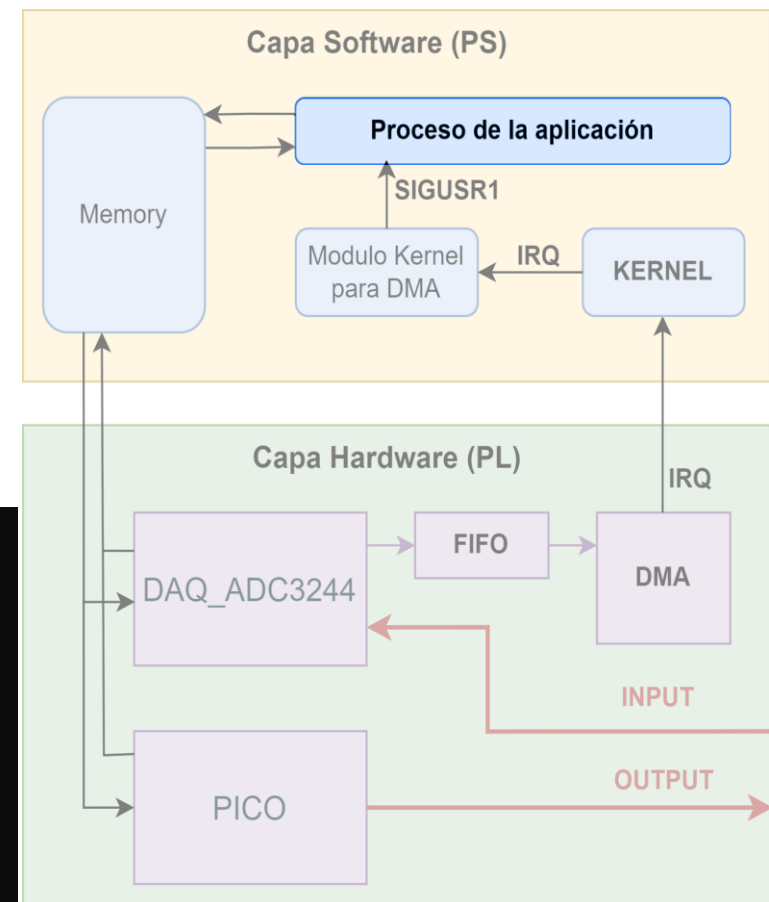 Capa Software (PS)
Memory
Proceso de la aplicación
SIGUSR1
Modulo Kernel
para DMA
IRQ
KERNEL
IRQ
Capa Hardware (PL)
DAQ_ADC3244
FIFO
DMA
INPUT
PICO
OUTPUT